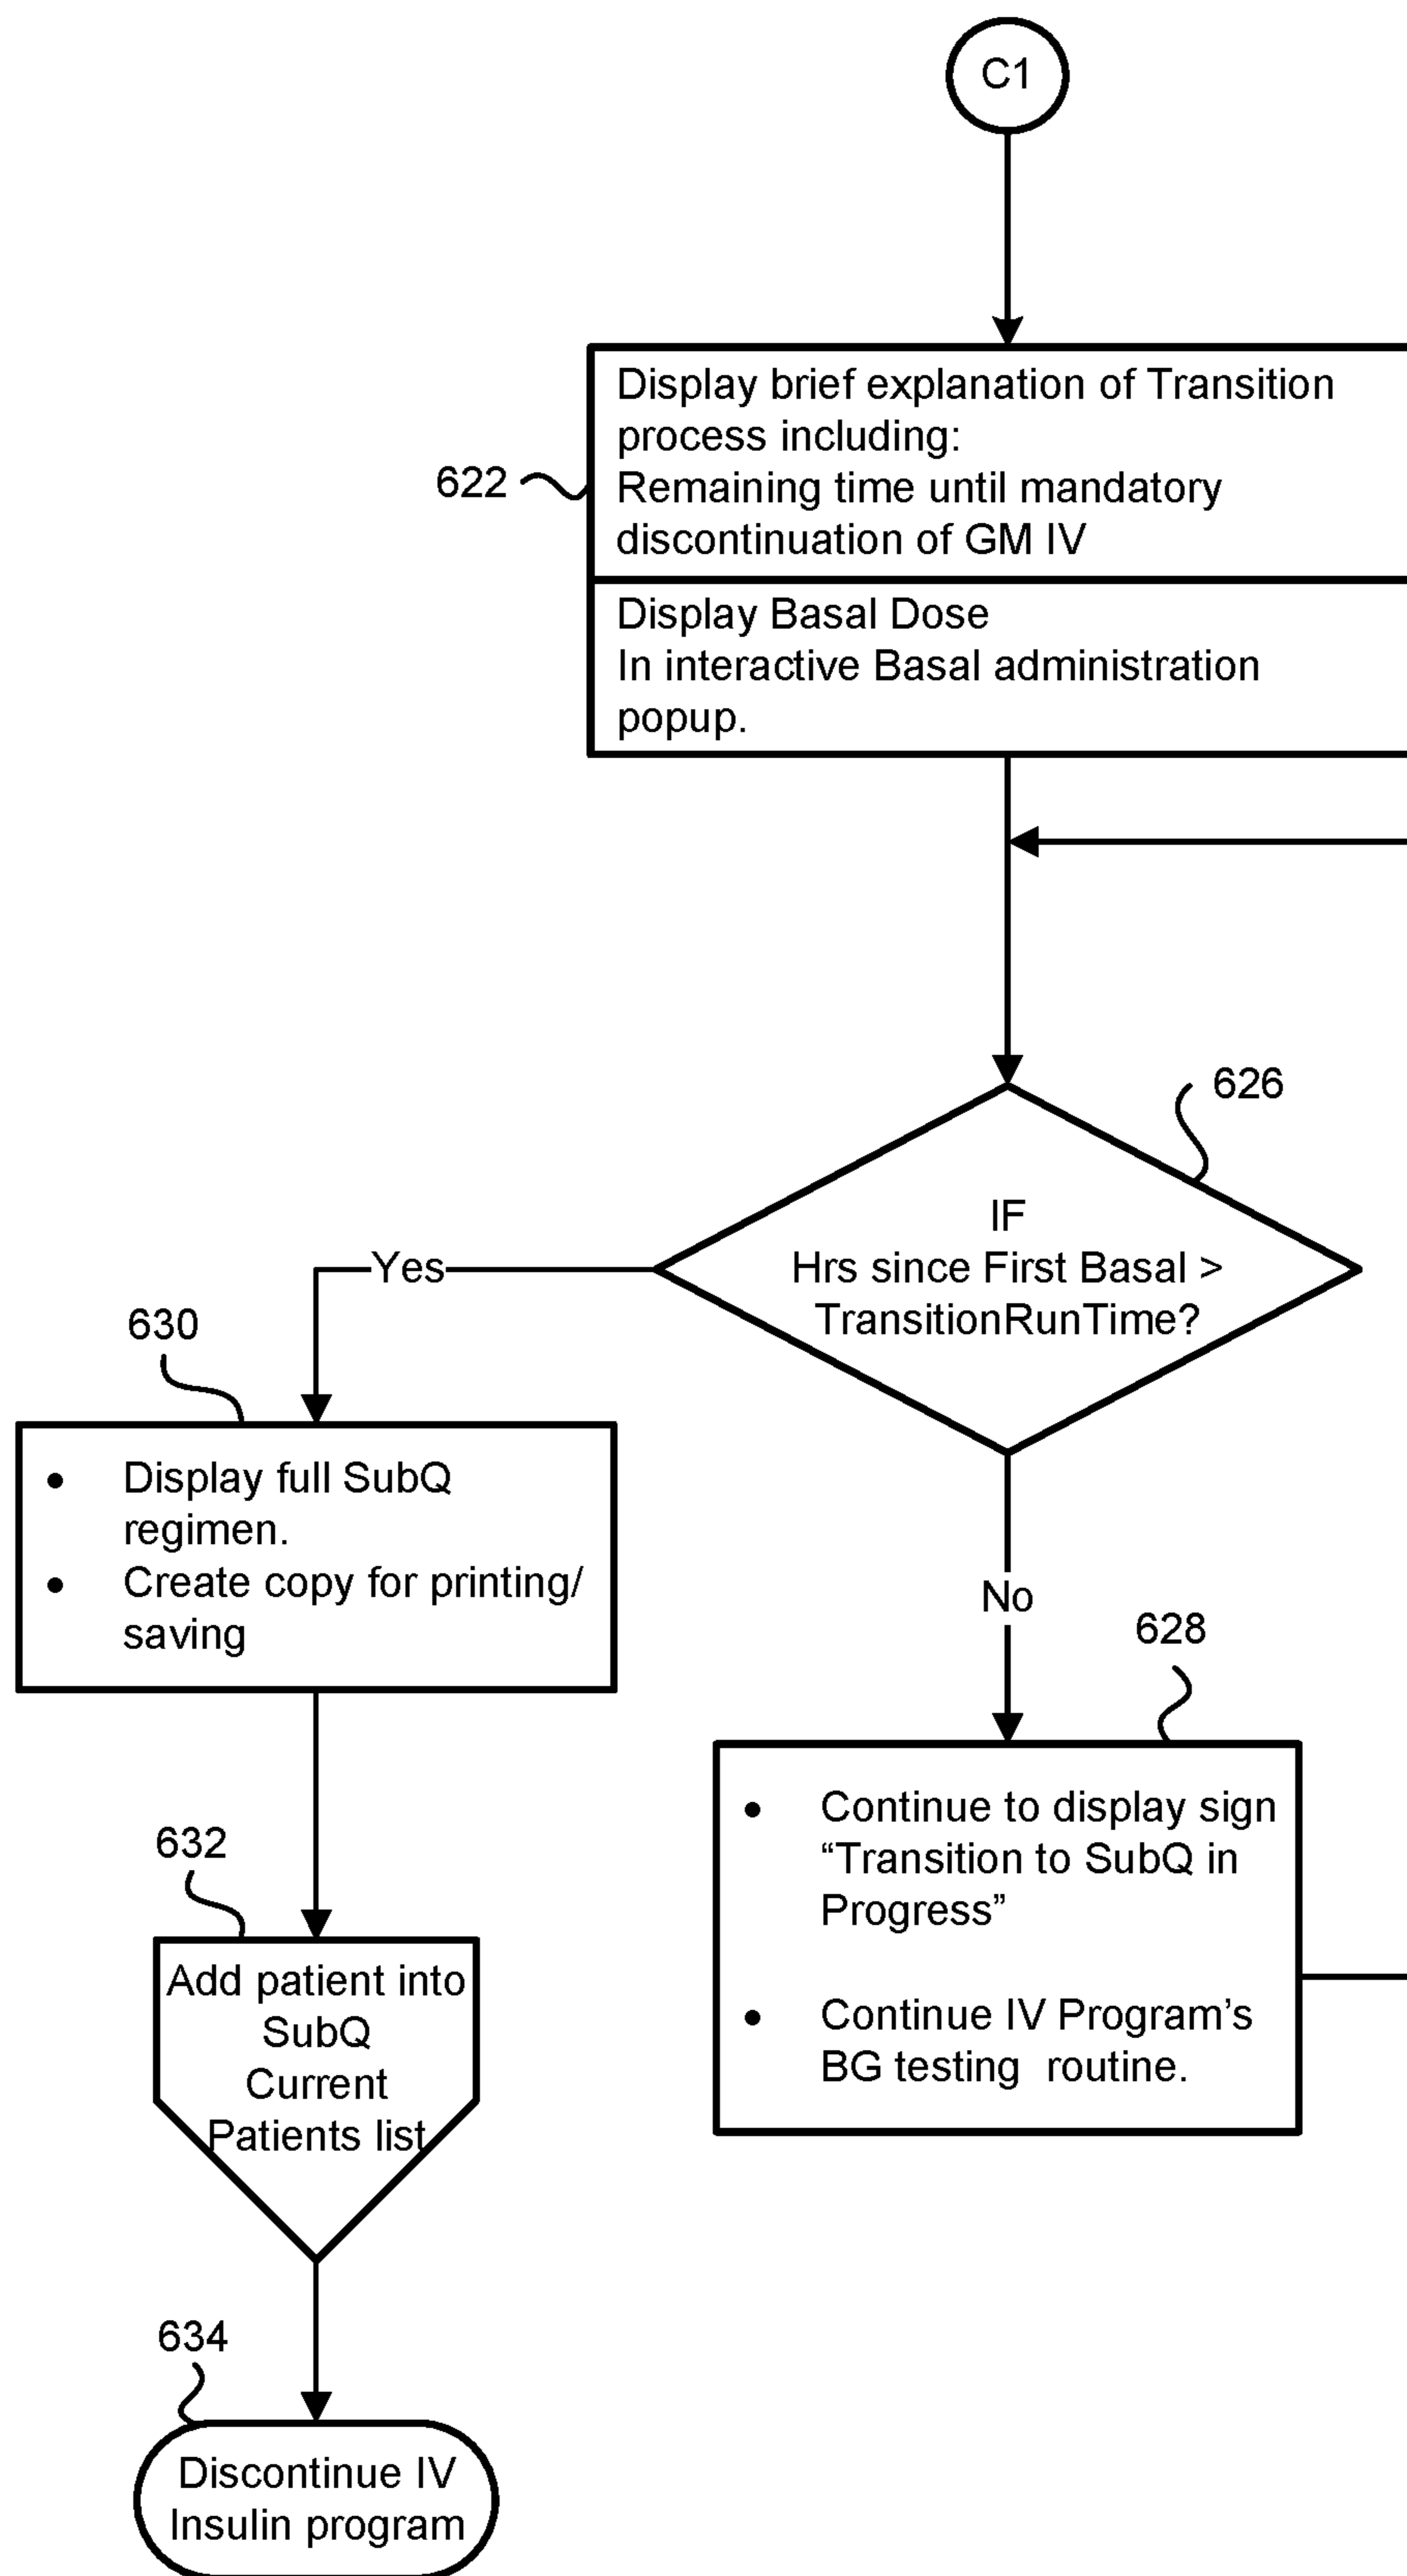 C1
Display brief explanation of Transition
process including:
Remaining time until mandatory
discontinuation of GM IV
622
Display Basal Dose
In interactive Basal administration
popup.
626
IF
Hrs since First Basal >
TransitionRunTime?
Yes
630
• Display full SubQ
regimen.
• Create copy for printing/
saving
No
628
• Continue to display sign
“Transition to SubQ in
Progress”
• Continue IV Program’s
BG testing routine.
632
Add patient into
SubQ
Current
Patients list
634
Discontinue IV
Insulin program